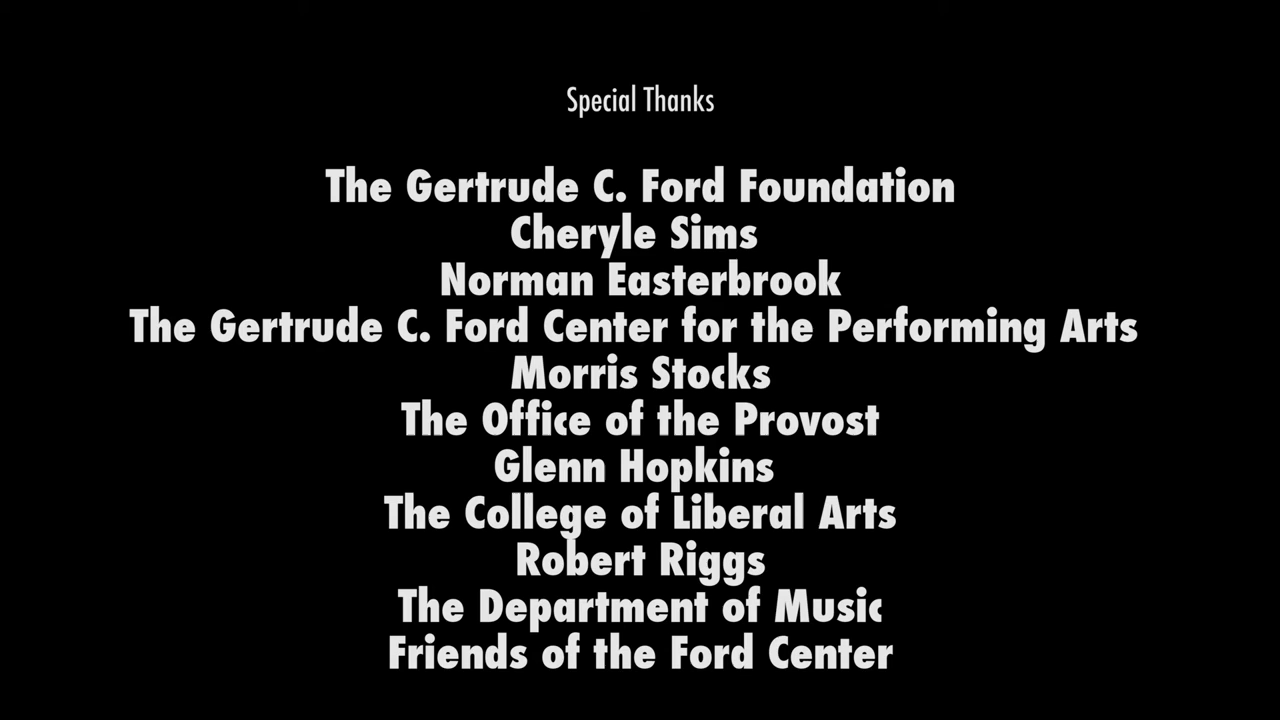 Special Thanks
The Gertrude C. Ford Foundation
Cheryle Sims
Norman Easterbrook
The Gertrude C. Ford Center for the Performing Arts
Morris Stocks
The Office of the Provost
Glenn Hopkins
The College of Liberal Arts
Robert Riggs
The Department of Music
Friends of the Ford Center